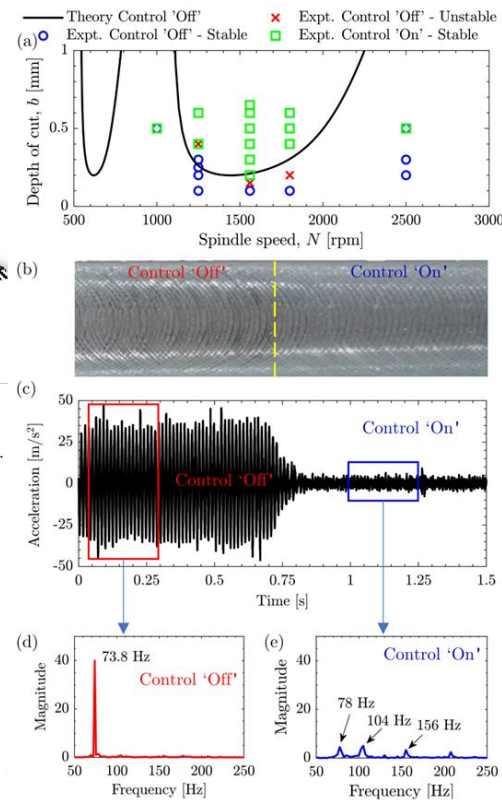 Theory Control 'Off'
Expt. Control 'Off' - Unstable
Expt. Control 'Off' - Stable
Expt. Control 'On' - Stable
(a)
1
0.5
0
Depth of cut, b [mm]
500 1000 1500 2000 2500 3000
Spindle speed, N [rpm]
(b)
Control 'Off'
Control 'On'
(c)
50
25
0
-25
-50
Acceleration [m/s²]
Control 'On'
Control 'Off'
0 0.25 0.5 0.75 1 1.25 1.5
Time [s]
(d)
40
20
0
Magnitude
73.8 Hz
Control 'Off'
50 100 150 200 250
Frequency [Hz]
(e)
40
20
0
Magnitude
Control 'On'
78 Hz
104 Hz
156 Hz
50 100 150 200 250
Frequency [Hz]